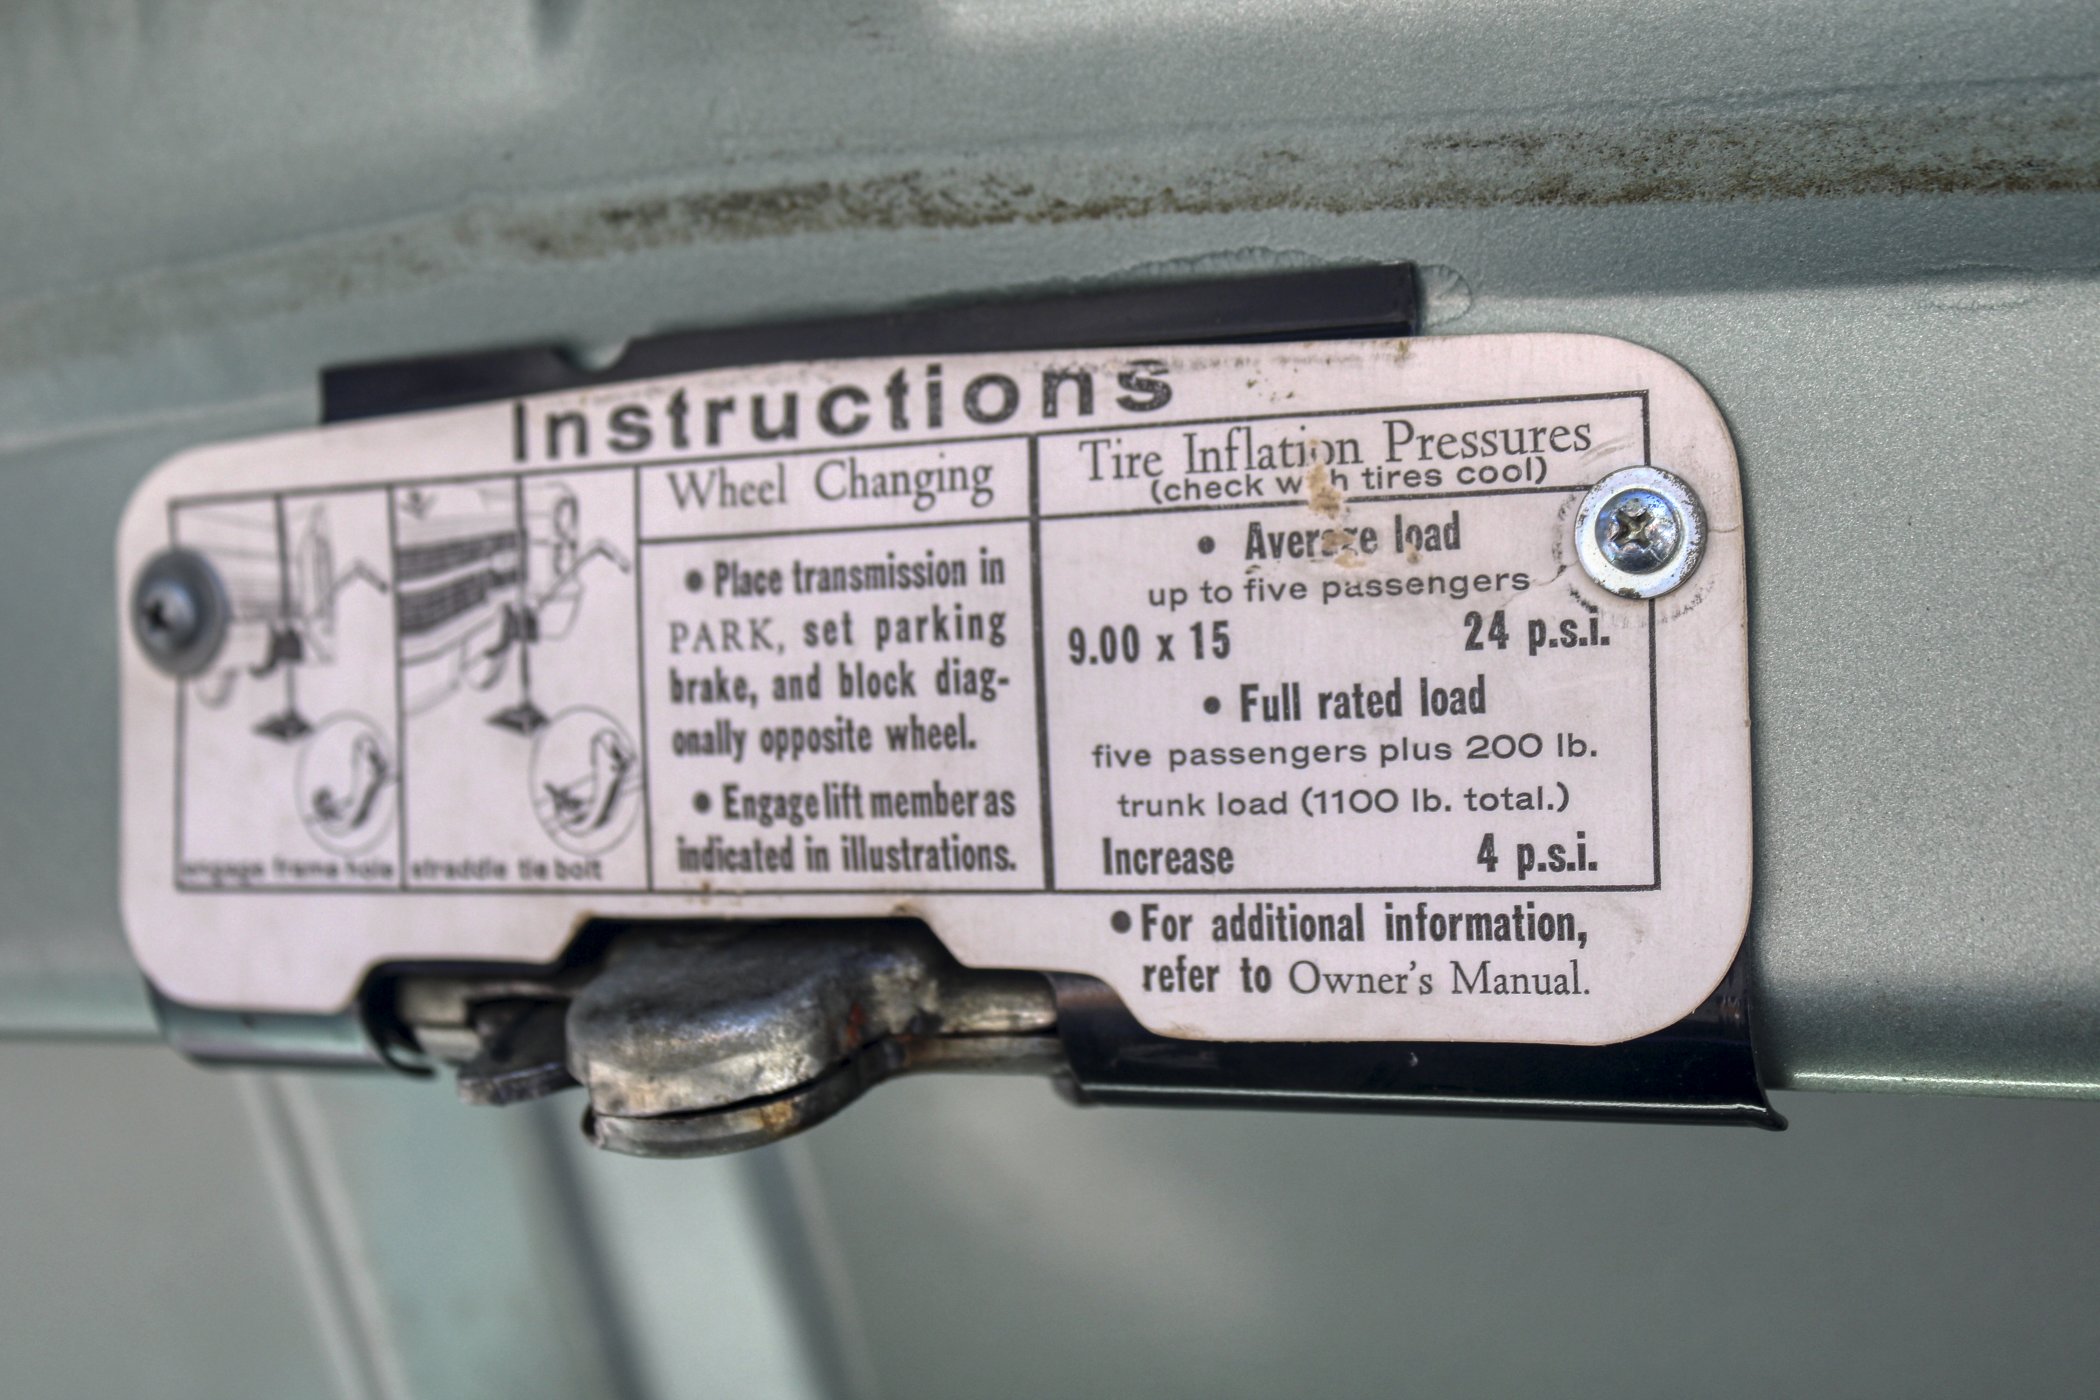 Instructions
engage frame hole
straddle tie bolt
Wheel Changing
• Place transmission in
PARK, set parking
brake, and block diag-
onally opposite wheel.
• Engage lift member as
indicated in illustrations.
Tire Inflation Pressures
(check with tires cool)
• Average load
up to five passengers
9.00 x 15 24 p.s.i.
• Full rated load
five passengers plus 200 lb.
trunk load (1100 lb. total.)
Increase 4 p.s.i.
• For additional information,
refer to Owner's Manual.